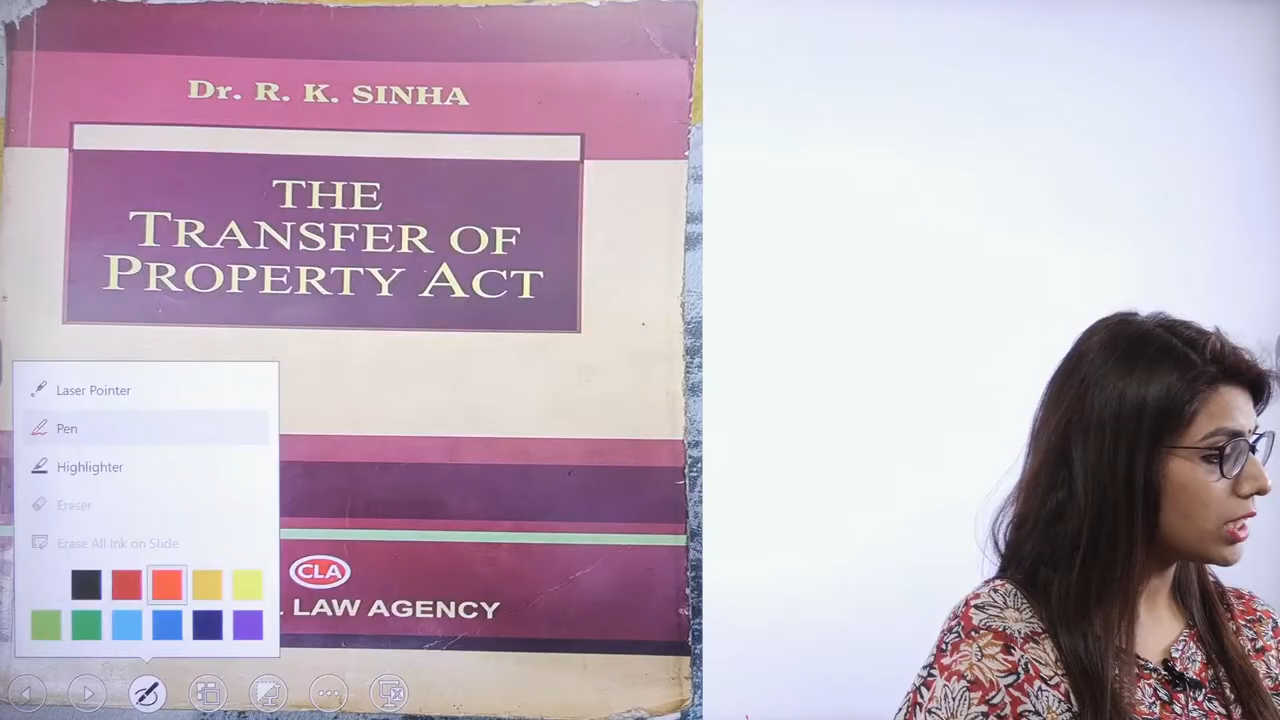 Dr. R. K. SINHA
THE
TRANSFER OF
PROPERTY ACT
Laser Pointer
Pen
Highlighter
Eraser
Erase All Ink on Slide
CLA
LAW AGENCY